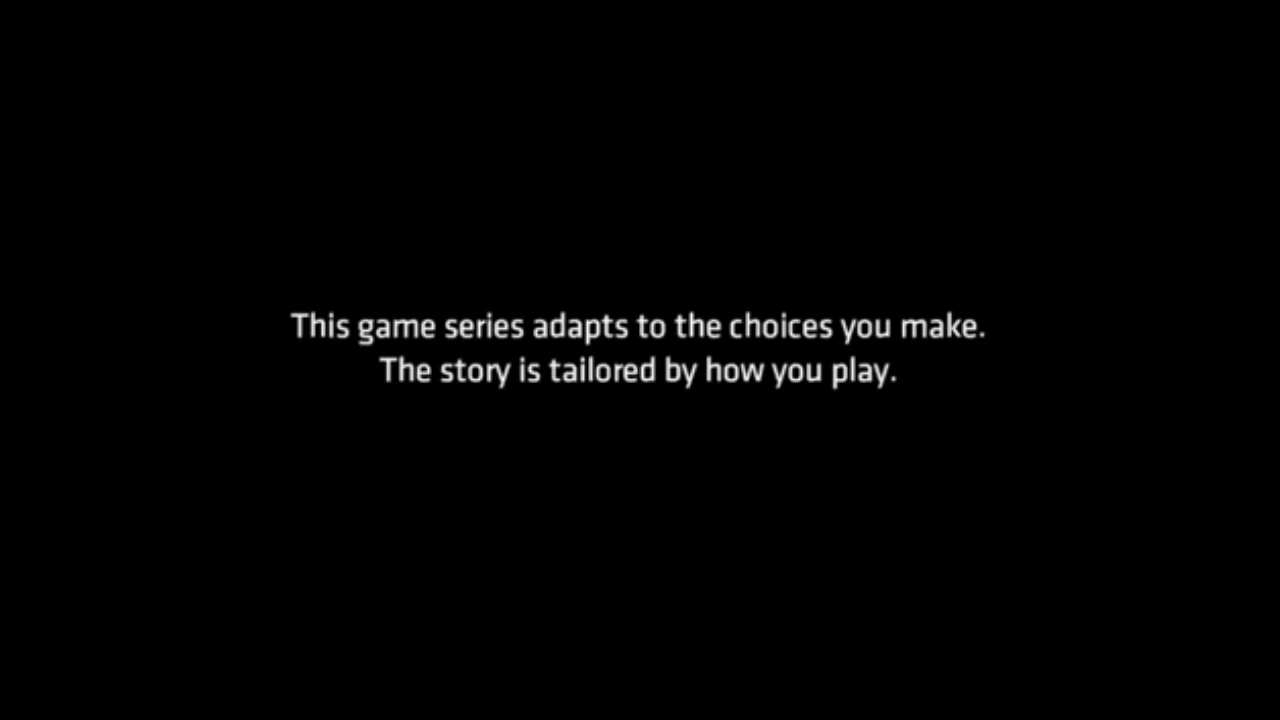 This game series adapts to the choices you make.
The story is tailored by how you play.